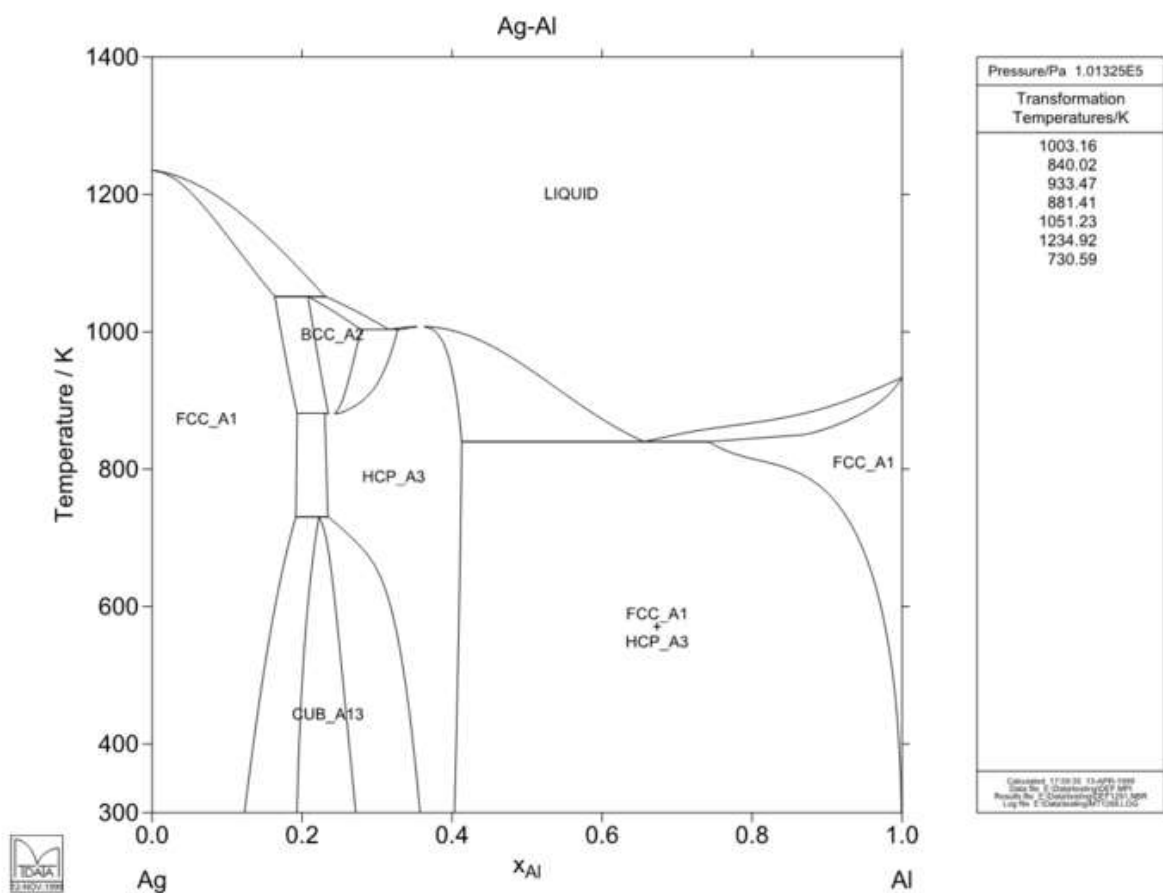 Ag-Al
1400
1200
1000
800
600
400
300
Temperature / K
LIQUID
BCC_A2
FCC_A1
HCP_A3
FCC_A1
FCC_A1
+
HCP_A3
CUB_A13
0.0
0.2
0.4
0.6
0.8
1.0
Ag
xAl
Al
Pressure/Pa 1.01325E5
Transformation
Temperatures/K
1003.16
840.02
933.47
881.41
1051.23
1234.92
730.59